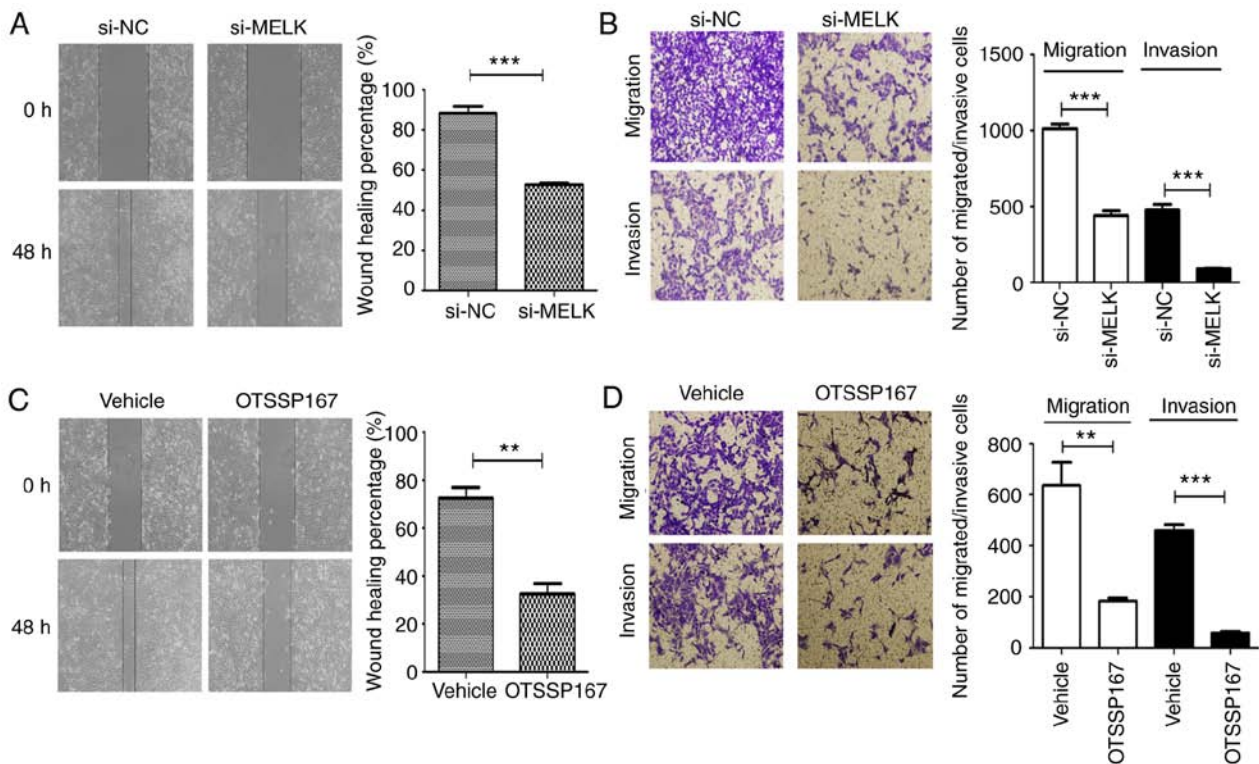 A
si-NC
si-MELK
0 h
48 h
Wound healing percentage (%)
100
80
60
40
20
0
***
si-NC
si-MELK
B
si-NC
si-MELK
Migration
Invasion
Number of migrated/invasive cells
1500
1000
500
0
Migration
Invasion
***
***
si-NC
si-MELK
si-NC
si-MELK
C
Vehicle
OTSSP167
0 h
48 h
Wound healing percentage (%)
100
80
60
40
20
0
**
Vehicle
OTSSP167
D
Vehicle
OTSSP167
Migration
Invasion
Number of migrated/invasive cells
800
600
400
200
0
Migration
Invasion
**
***
Vehicle
OTSSP167
Vehicle
OTSSP167